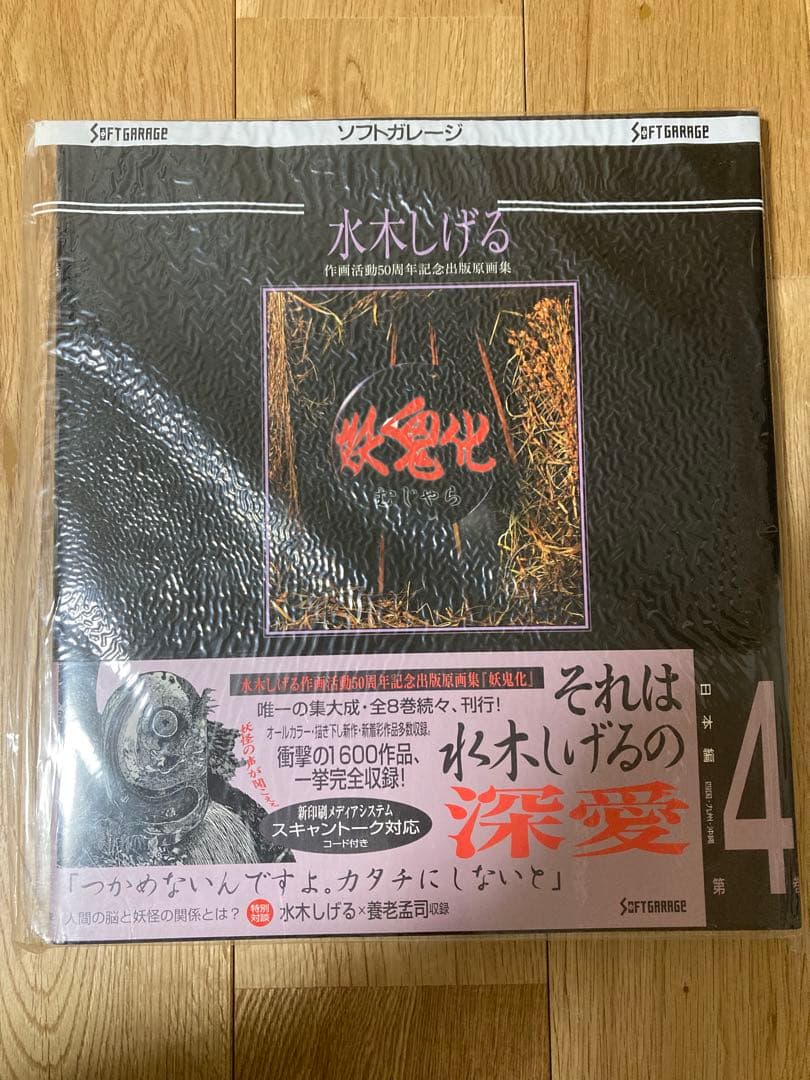 SOFTGARAGE ソフトガレージ SOFTGARAGE
水木しげる
作画活動50周年記念出版原画集
妖鬼化
むじゃら
水木しげる作画活動50周年記念出版原画集「妖鬼化」
唯一の集大成・全8巻続々、刊行!
オールカラー・描き下し新作・新着彩作品多数収録。
衝撃の1600作品、
一挙完全収録!
新印刷メディアシステム
スキャントーク対応
コード付き
妖怪の声が聞こえる
それは
水木しげるの
深愛
「つかめないんですよ。カタチにしないと」
人間の脳と妖怪の関係とは?
特別
対談
水木しげる×養老孟司収録
SOFTGARAGE
日本編
四国・九州・沖縄
第4